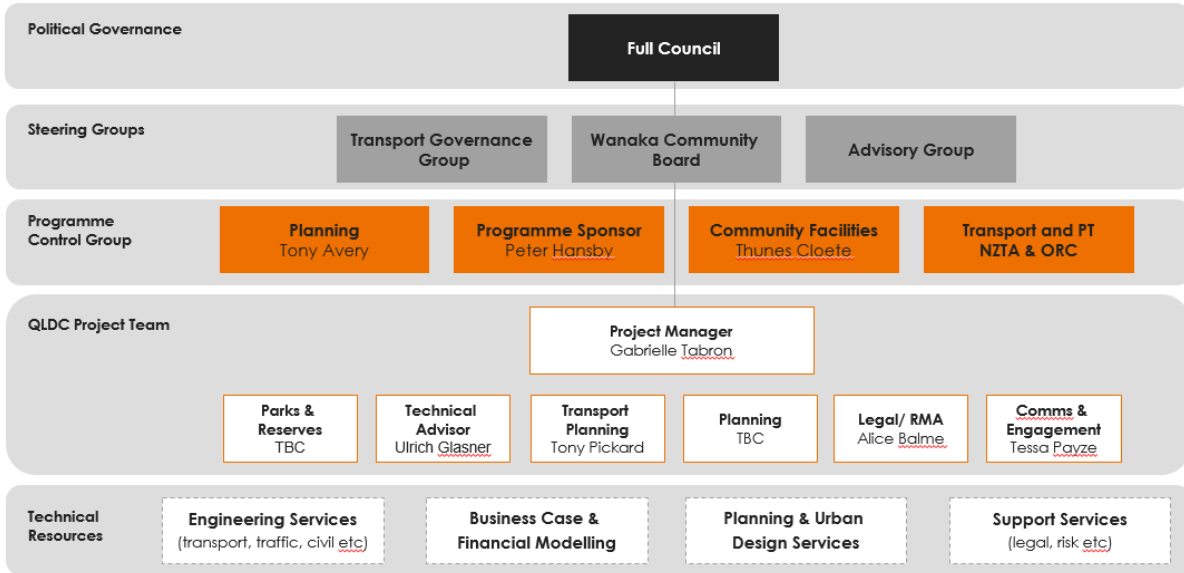 Political Governance
Full Council
Steering Groups
Transport Governance
Group
Wanaka Community
Board
Advisory Group
Programme
Control Group
Planning
Tony Avery
Programme Sponsor
Peter Hansby
Community Facilities
Thunes Cloete
Transport and PT
NZTA & ORC
QLDC Project Team
Project Manager
Gabrielle Tabron
Parks &
Reserves
TBC
Technical
Advisor
Ulrich Glasner
Transport
Planning
Tony Pickard
Planning
TBC
Legal/ RMA
Alice Balme
Comms &
Engagement
Tessa Payze
Technical
Resources
Engineering Services
(transport, traffic, civil etc)
Business Case &
Financial Modelling
Planning & Urban
Design Services
Support Services
(legal, risk etc)